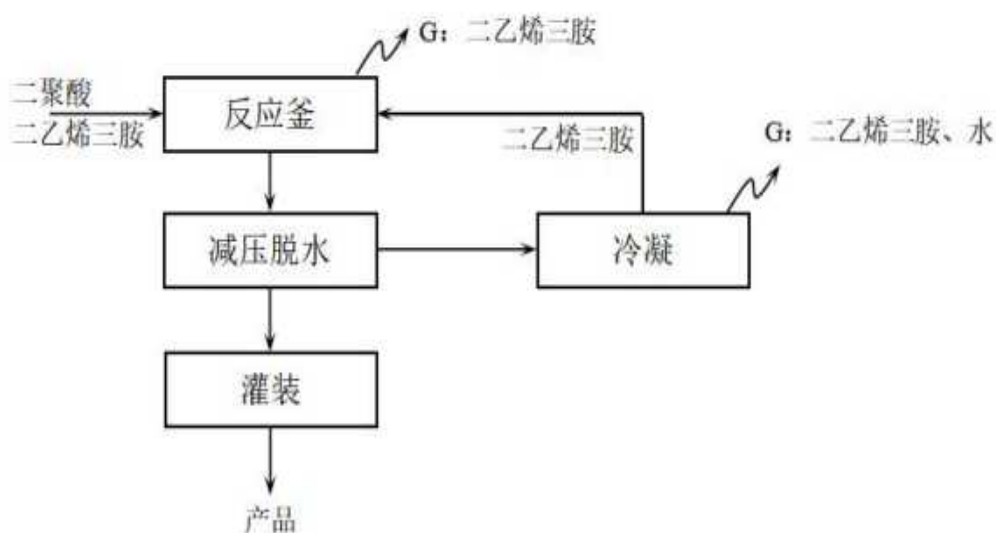 G: 二乙烯三胺
二聚酸
二乙烯三胺
反应釜
二乙烯三胺
G: 二乙烯三胺、水
减压脱水
冷凝
灌装
产品